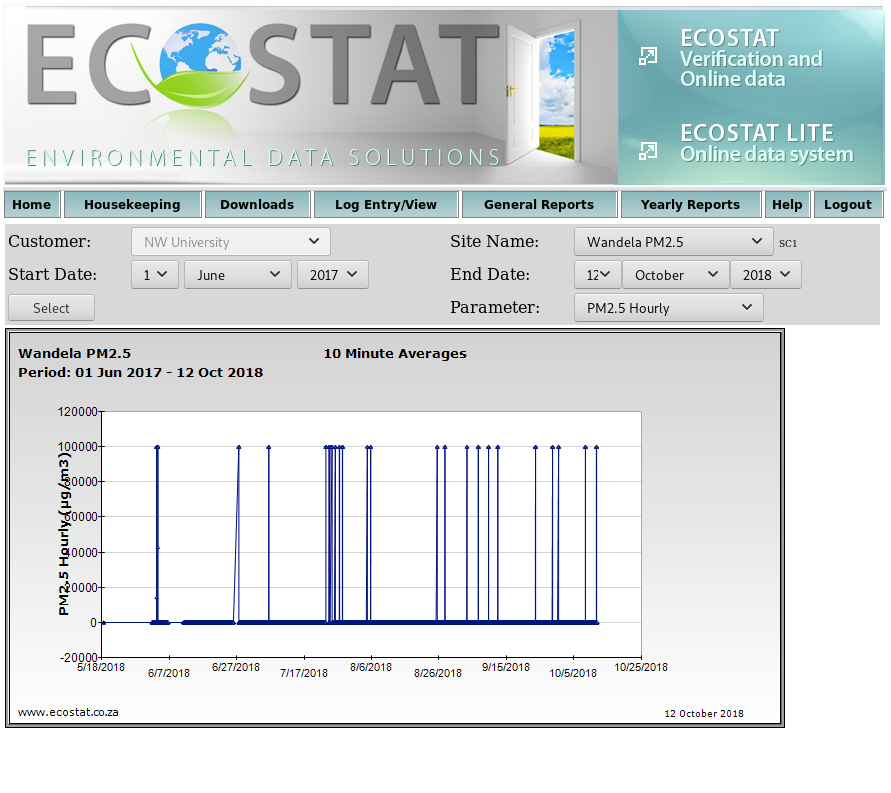 ECOSTAT
ENVIRONMENTAL DATA SOLUTIONS
ECOSTAT
Verification and
Online data
ECOSTAT LITE
Online data system
Home Housekeeping Downloads Log Entry/View General Reports Yearly Reports Help Logout
Customer: NW University Site Name: Wandela PM2.5 SC1
Start Date: 1 June 2017 End Date: 12 October 2018
Select Parameter: PM2.5 Hourly
Wandela PM2.5 10 Minute Averages
Period: 01 Jun 2017 - 12 Oct 2018
PM2.5 Hourly (µg/m3)
120000
100000
80000
60000
40000
20000
0
-20000
5/18/2018 6/7/2018 6/27/2018 7/17/2018 8/6/2018 8/26/2018 9/15/2018 10/5/2018 10/25/2018
www.ecostat.co.za 12 October 2018